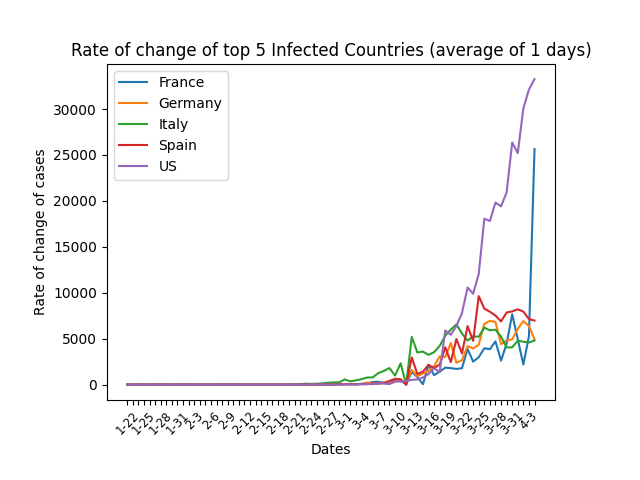 Rate of change of top 5 Infected Countries (average of 1 days)
France
Germany
Italy
Spain
US
Rate of change of cases
30000
25000
20000
15000
10000
5000
0
1-22 1-25 1-28 1-31 2-3 2-6 2-9 2-12 2-15 2-18 2-21 2-24 2-27 3-1 3-4 3-7 3-10 3-13 3-16 3-19 3-22 3-25 3-28 3-31 4-3
Dates